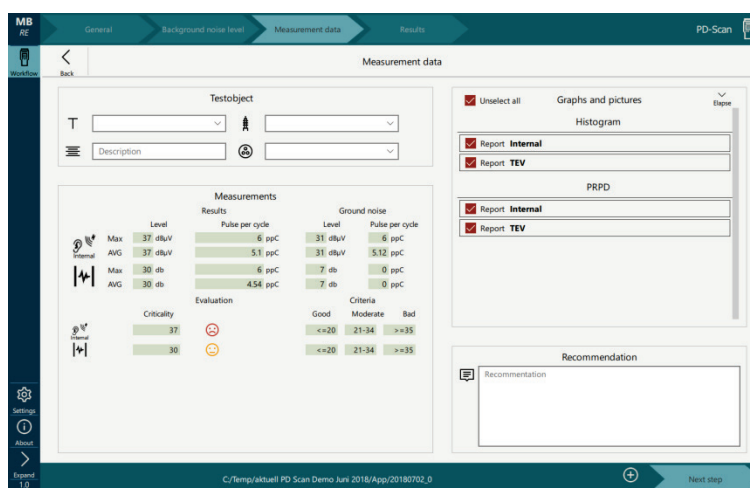 MB
RE
General
Background noise level
Measurement data
Results
PD-Scan
Workflow
Back
Measurement data
Testobject
Description
Unselect all
Graphs and pictures
Elapse
Histogram
Report Internal
Report TEV
PRPD
Report Internal
Report TEV
Measurements
Results Ground noise
Level Pulse per cycle Level Pulse per cycle
Internal
Max 37 dBµV 6 ppC 31 dBµV 6 ppC
AVG 37 dBµV 5.1 ppC 31 dBµV 5.12 ppC
Max 30 db 6 ppC 7 db 0 ppC
AVG 30 db 4.54 ppC 7 db 0 ppC
Evaluation Criteria
Criticality Good Moderate Bad
Internal
37 <=20 21-34 >=35
30 <=20 21-34 >=35
Recommendation
Recommentation
Settings
About
Expand
1.0
C:/Temp/aktuell PD Scan Demo Juni 2018/App/20180702_0
Next step